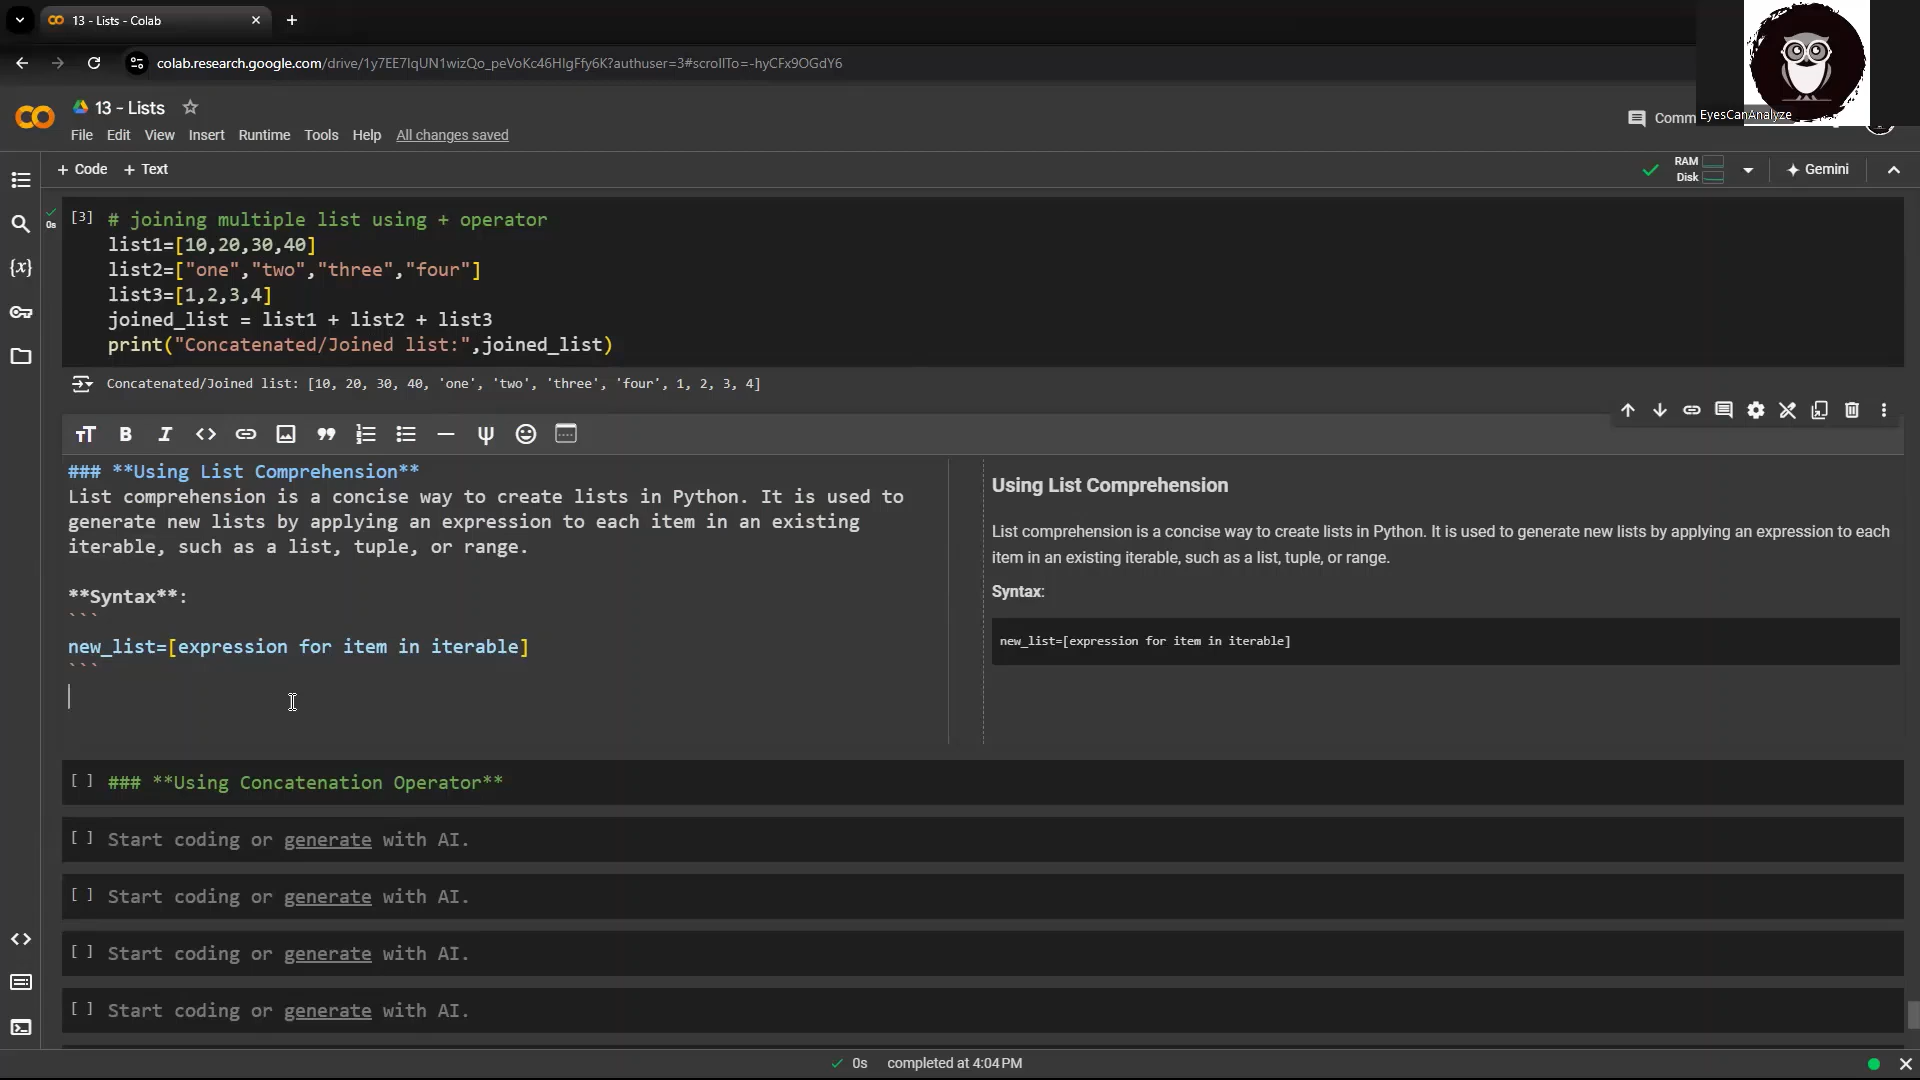 13 - Lists - Colab
colab.research.google.com/drive/1y7EE7IqUN1wizQo_peVoKc46HIgFfy6K?authuser=3#scrollTo=-hyCFx9OGdY6
EyesCanAnalyze
13 - Lists
Comm
File Edit View Insert Runtime Tools Help All changes saved
+ Code + Text
RAM
Disk
Gemini
[3] # joining multiple list using + operator
0s
list1=[10,20,30,40]
list2=["one","two","three","four"]
list3=[1,2,3,4]
joined_list = list1 + list2 + list3
print("Concatenated/Joined list:",joined_list)
Concatenated/Joined list: [10, 20, 30, 40, 'one', 'two', 'three', 'four', 1, 2, 3, 4]
### **Using List Comprehension**
List comprehension is a concise way to create lists in Python. It is used to
generate new lists by applying an expression to each item in an existing
iterable, such as a list, tuple, or range.
**Syntax**:
```
new_list=[expression for item in iterable]
```
Using List Comprehension
List comprehension is a concise way to create lists in Python. It is used to generate new lists by applying an expression to each
item in an existing iterable, such as a list, tuple, or range.
Syntax:
new_list=[expression for item in iterable]
[ ] ### **Using Concatenation Operator**
[ ] Start coding or generate with AI.
[ ] Start coding or generate with AI.
[ ] Start coding or generate with AI.
[ ] Start coding or generate with AI.
0s completed at 4:04 PM